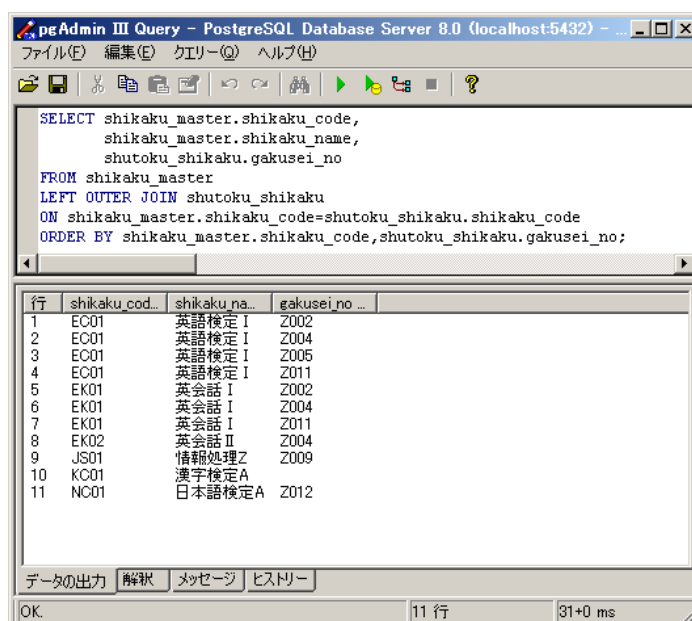 pgAdmin III Query - PostgreSQL Database Server 8.0 (localhost:5432) - ...
ファイル(F) 編集(E) クエリー(Q) ヘルプ(H)
SELECT shikaku_master.shikaku_code,
shikaku_master.shikaku_name,
shutoku_shikaku.gakusei_no
FROM shikaku_master
LEFT OUTER JOIN shutoku_shikaku
ON shikaku_master.shikaku_code=shutoku_shikaku.shikaku_code
ORDER BY shikaku_master.shikaku_code,shutoku_shikaku.gakusei_no;
行 shikaku_cod... shikaku_na... gakusei_no ...
1 EC01 英語検定Ⅰ Z002
2 EC01 英語検定Ⅰ Z004
3 EC01 英語検定Ⅰ Z005
4 EC01 英語検定Ⅰ Z011
5 EK01 英会話Ⅰ Z002
6 EK01 英会話Ⅰ Z004
7 EK01 英会話Ⅰ Z011
8 EK02 英会話Ⅱ Z004
9 JS01 情報処理Z Z009
10 KC01 漢字検定A
11 NC01 日本語検定A Z012
データの出力 解釈 メッセージ ヒストリー
OK. 11 行 31+0 ms